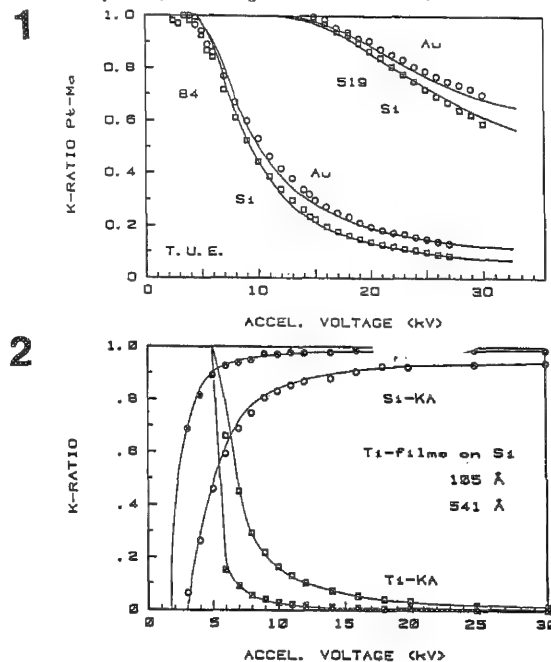 1
1.0
0.8
0.6
0.4
0.2
0
K-RATIO Pt-Ma
Au
519
Si
84
Au
Si
T.U.E.
0
10
20
30
ACCEL. VOLTAGE (kV)
2
1.0
.8
.6
.4
.2
0
K-RATIO
Si-KA
Ti-films on Si
105 Å
541 Å
Ti-KA
0
5
10
15
20
25
30
ACCEL. VOLTAGE (kV)